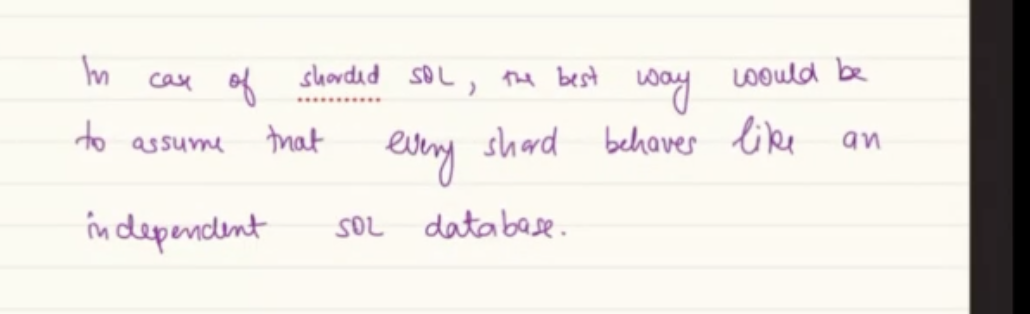 In case of sharded SQL, the best way would be
to assume that every shard behaves like an
independent SQL database.